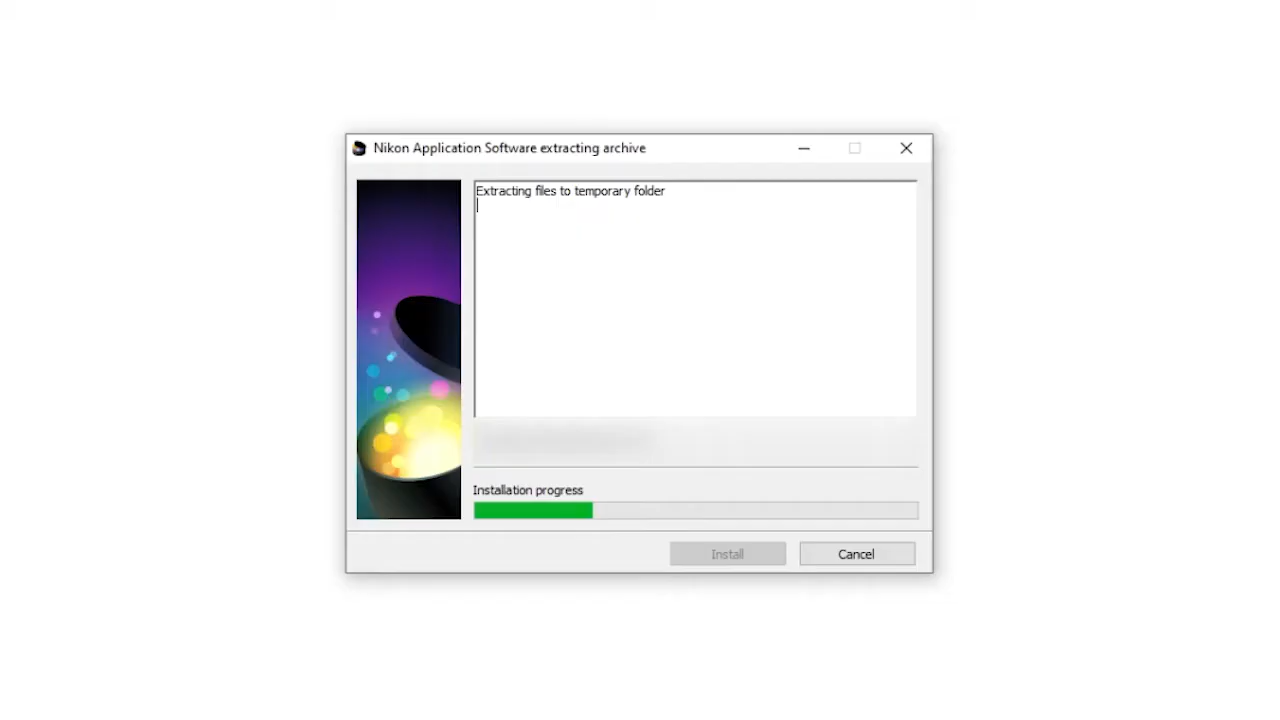 Nikon Application Software extracting archive
Extracting files to temporary folder
Installation progress
Install
Cancel